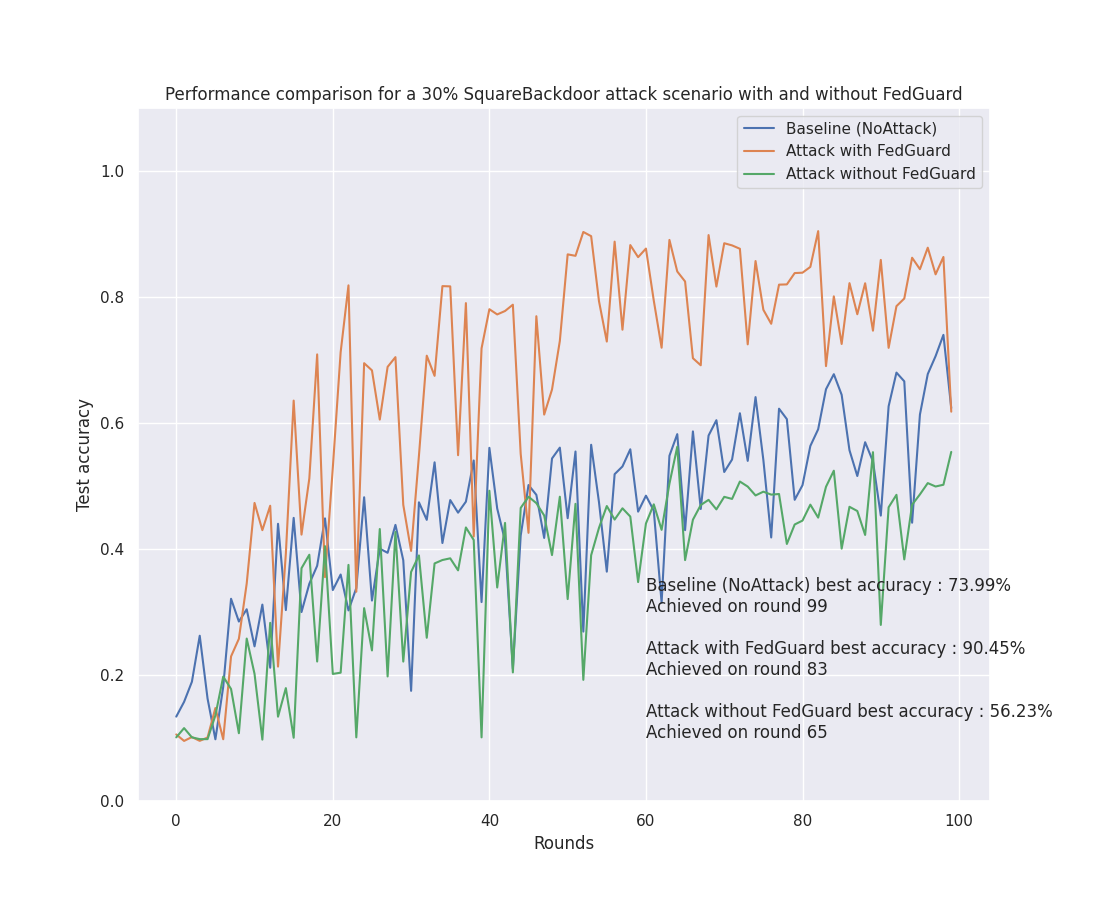 Performance comparison for a 30% SquareBackdoor attack scenario with and without FedGuard
Baseline (NoAttack)
Attack with FedGuard
Attack without FedGuard
1.0
0.8
0.6
0.4
0.2
0.0
Test accuracy
Baseline (NoAttack) best accuracy : 73.99%
Achieved on round 99
Attack with FedGuard best accuracy : 90.45%
Achieved on round 83
Attack without FedGuard best accuracy : 56.23%
Achieved on round 65
0 20 40 60 80 100
Rounds